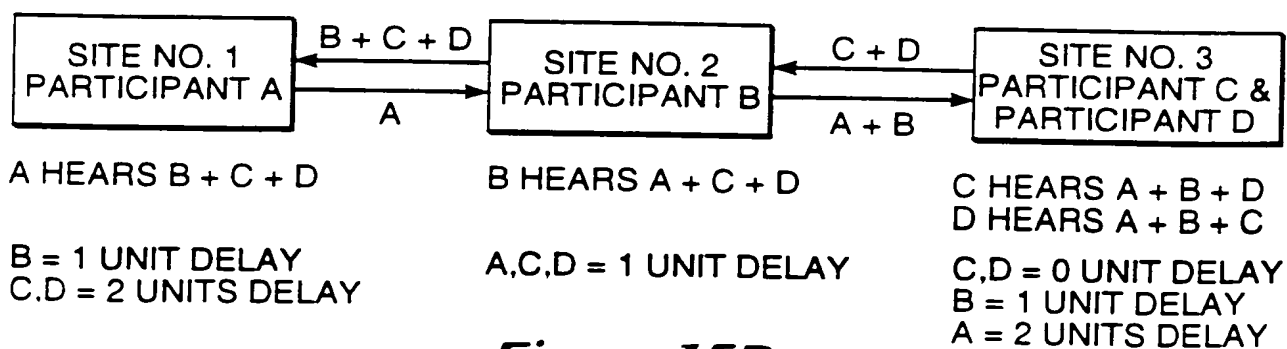 SITE NO. 1
PARTICIPANT A
B + C + D
A
SITE NO. 2
PARTICIPANT B
C + D
A + B
SITE NO. 3
PARTICIPANT C &
PARTICIPANT D
A HEARS B + C + D
B = 1 UNIT DELAY
C,D = 2 UNITS DELAY
B HEARS A + C + D
A,C,D = 1 UNIT DELAY
C HEARS A + B + D
D HEARS A + B + C
C,D = 0 UNIT DELAY
B = 1 UNIT DELAY
A = 2 UNITS DELAY